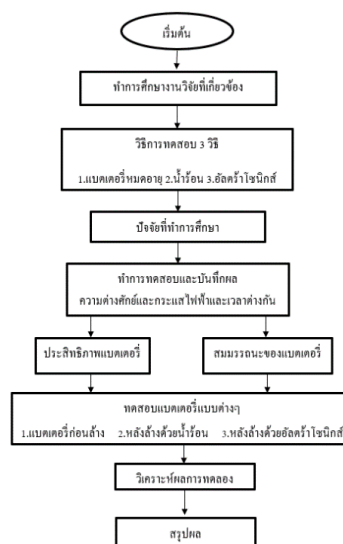 เริ่มต้น
ทำการศึกษางานวิจัยที่เกี่ยวข้อง
วิธีการทดสอบ 3 วิธี
1.แบตเตอรี่หมดอายุ 2.น้ำร้อน 3.อัลตร้าโซนิกส์
ปัจจัยที่ทำการศึกษา
ทำการทดสอบและบันทึกผล
ความต่างศักย์และกระแสไฟฟ้าและเวลาต่างกัน
ประสิทธิภาพแบตเตอรี่
สมมรรถนะของแบตเตอรี่
ทดสอบแบตเตอรี่แบบต่างๆ
1.แบตเตอรี่ก่อนล้าง 2.หลังล้างด้วยน้ำร้อน 3.หลังล้างด้วยอัลตร้าโซนิกส์
วิเคราะห์ผลการทดลอง
สรุปผล